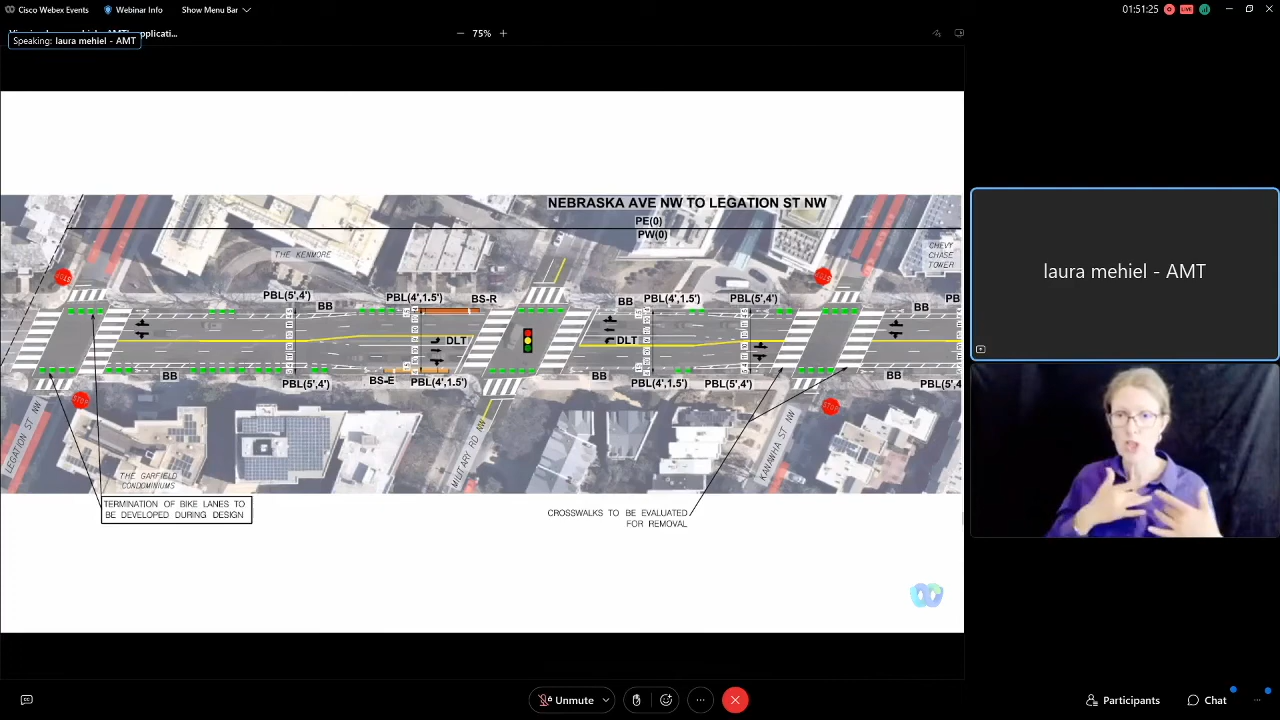 Cisco Webex Events
Webinar Info
Show Menu Bar
01:51:25
LIVE
Speaking: laura mehiel - AMT
75%
NEBRASKA AVE NW TO LEGATION ST NW
PE(0)
PW(0)
THE KENMORE
CHEVY
CHASE
TOWER
STOP
STOP
PBL(5',4')
BB
PBL(4',1.5')
BS-R
BB
PBL(4',1.5')
PBL(5',4')
BB
PB
DLT
DLT
BB
PBL(5',4')
BS-E
PBL(4',1.5')
BB
PBL(4',1.5')
PBL(5',4')
BB
PBL(5',4
STOP
STOP
LEGATION ST NW
MILITARY RD NW
KANAWHA ST NW
THE GARFIELD
CONDOMINIUMS
TERMINATION OF BIKE LANES TO
BE DEVELOPED DURING DESIGN
CROSSWALKS TO BE EVALUATED
FOR REMOVAL
laura mehiel - AMT
Unmute
Participants
Chat